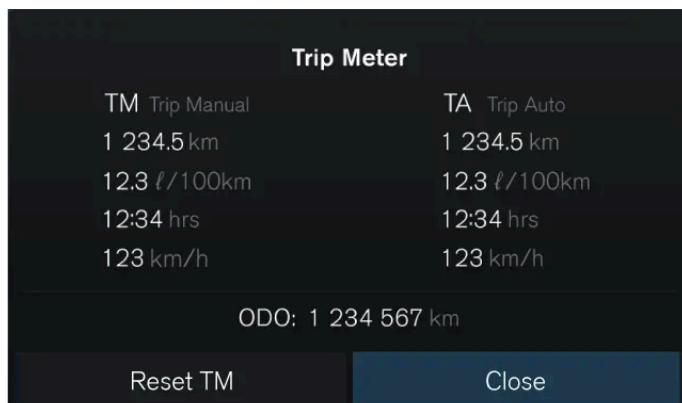 Trip Meter
TM Trip Manual
1 234.5 km
12.3 ℓ/100km
12:34 hrs
123 km/h
TA Trip Auto
1 234.5 km
12.3 ℓ/100km
12:34 hrs
123 km/h
ODO: 1 234 567 km
Reset TM
Close